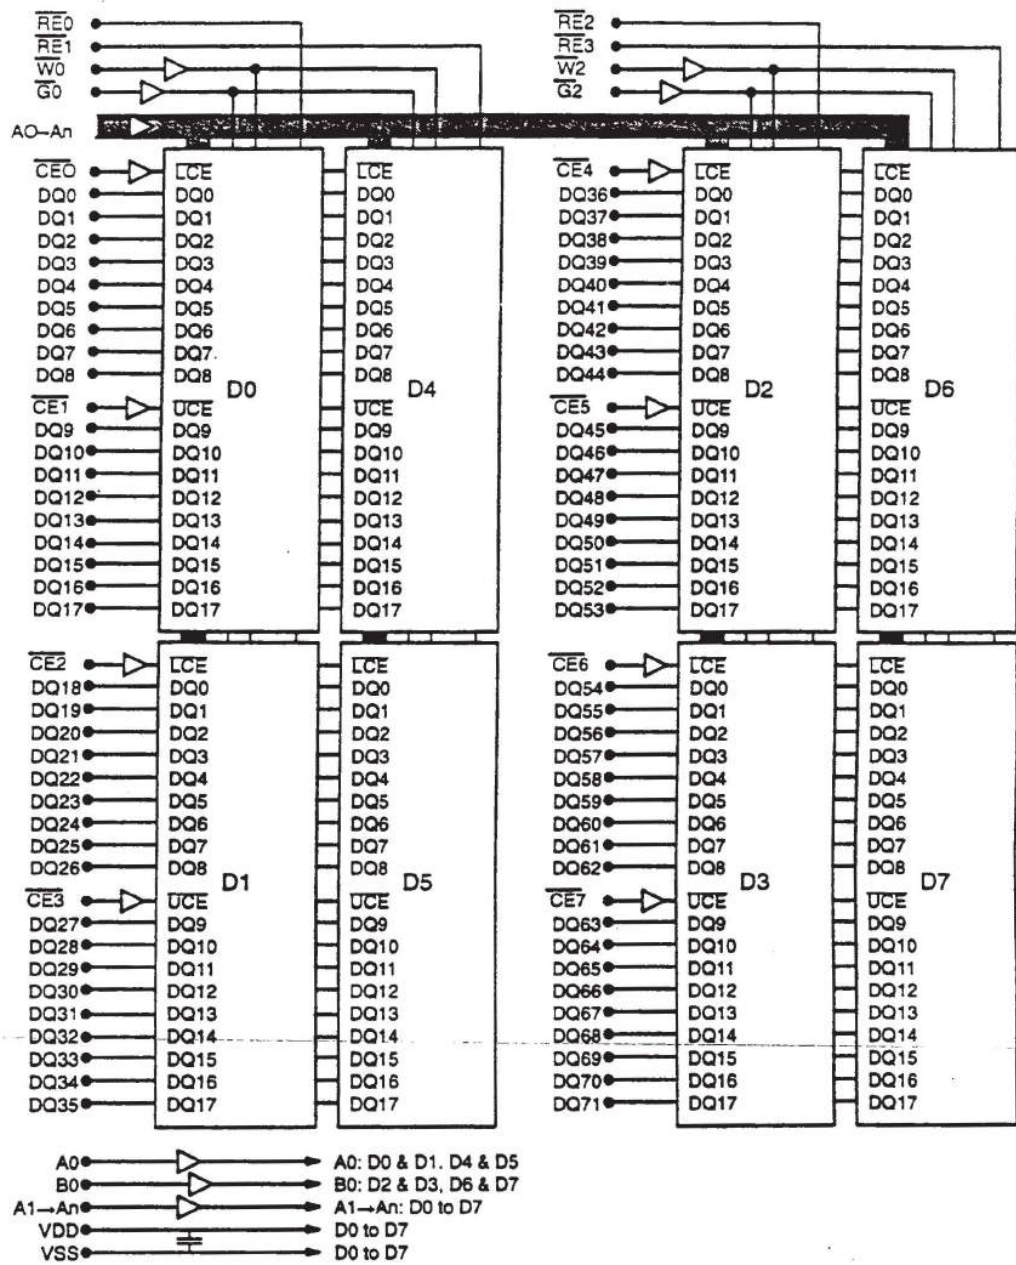 RE0 RE2
RE1 RE3
W0 W2
G0 G2
AO–An
CEO LCE LCE CE4 LCE LCE
DQ0 DQ0 DQ0 DQ36 DQ0 DQ0
DQ1 DQ1 DQ1 DQ37 DQ1 DQ1
DQ2 DQ2 DQ2 DQ38 DQ2 DQ2
DQ3 DQ3 DQ3 DQ39 DQ3 DQ3
DQ4 DQ4 DQ4 DQ40 DQ4 DQ4
DQ5 DQ5 DQ5 DQ41 DQ5 DQ5
DQ6 DQ6 DQ6 DQ42 DQ6 DQ6
DQ7 DQ7 DQ7 DQ43 DQ7 DQ7
DQ8 DQ8 DQ8 DQ44 DQ8 DQ8
D0 D4 D2 D6
CE1 UCE UCE CE5 UCE UCE
DQ9 DQ9 DQ9 DQ45 DQ9 DQ9
DQ10 DQ10 DQ10 DQ46 DQ10 DQ10
DQ11 DQ11 DQ11 DQ47 DQ11 DQ11
DQ12 DQ12 DQ12 DQ48 DQ12 DQ12
DQ13 DQ13 DQ13 DQ49 DQ13 DQ13
DQ14 DQ14 DQ14 DQ50 DQ14 DQ14
DQ15 DQ15 DQ15 DQ51 DQ15 DQ15
DQ16 DQ16 DQ16 DQ52 DQ16 DQ16
DQ17 DQ17 DQ17 DQ53 DQ17 DQ17
CE2 LCE LCE CE6 LCE LCE
DQ18 DQ0 DQ0 DQ54 DQ0 DQ0
DQ19 DQ1 DQ1 DQ55 DQ1 DQ1
DQ20 DQ2 DQ2 DQ56 DQ2 DQ2
DQ21 DQ3 DQ3 DQ57 DQ3 DQ3
DQ22 DQ4 DQ4 DQ58 DQ4 DQ4
DQ23 DQ5 DQ5 DQ59 DQ5 DQ5
DQ24 DQ6 DQ6 DQ60 DQ6 DQ6
DQ25 DQ7 DQ7 DQ61 DQ7 DQ7
DQ26 DQ8 DQ8 DQ62 DQ8 DQ8
D1 D5 D3 D7
CE3 UCE UCE CE7 UCE UCE
DQ27 DQ9 DQ9 DQ63 DQ9 DQ9
DQ28 DQ10 DQ10 DQ64 DQ10 DQ10
DQ29 DQ11 DQ11 DQ65 DQ11 DQ11
DQ30 DQ12 DQ12 DQ66 DQ12 DQ12
DQ31 DQ13 DQ13 DQ67 DQ13 DQ13
DQ32 DQ14 DQ14 DQ68 DQ14 DQ14
DQ33 DQ15 DQ15 DQ69 DQ15 DQ15
DQ34 DQ16 DQ16 DQ70 DQ16 DQ16
DQ35 DQ17 DQ17 DQ71 DQ17 DQ17
A0 A0: D0 & D1. D4 & D5
B0 B0: D2 & D3, D6 & D7
A1→An A1→An: D0 to D7
VDD D0 to D7
VSS D0 to D7